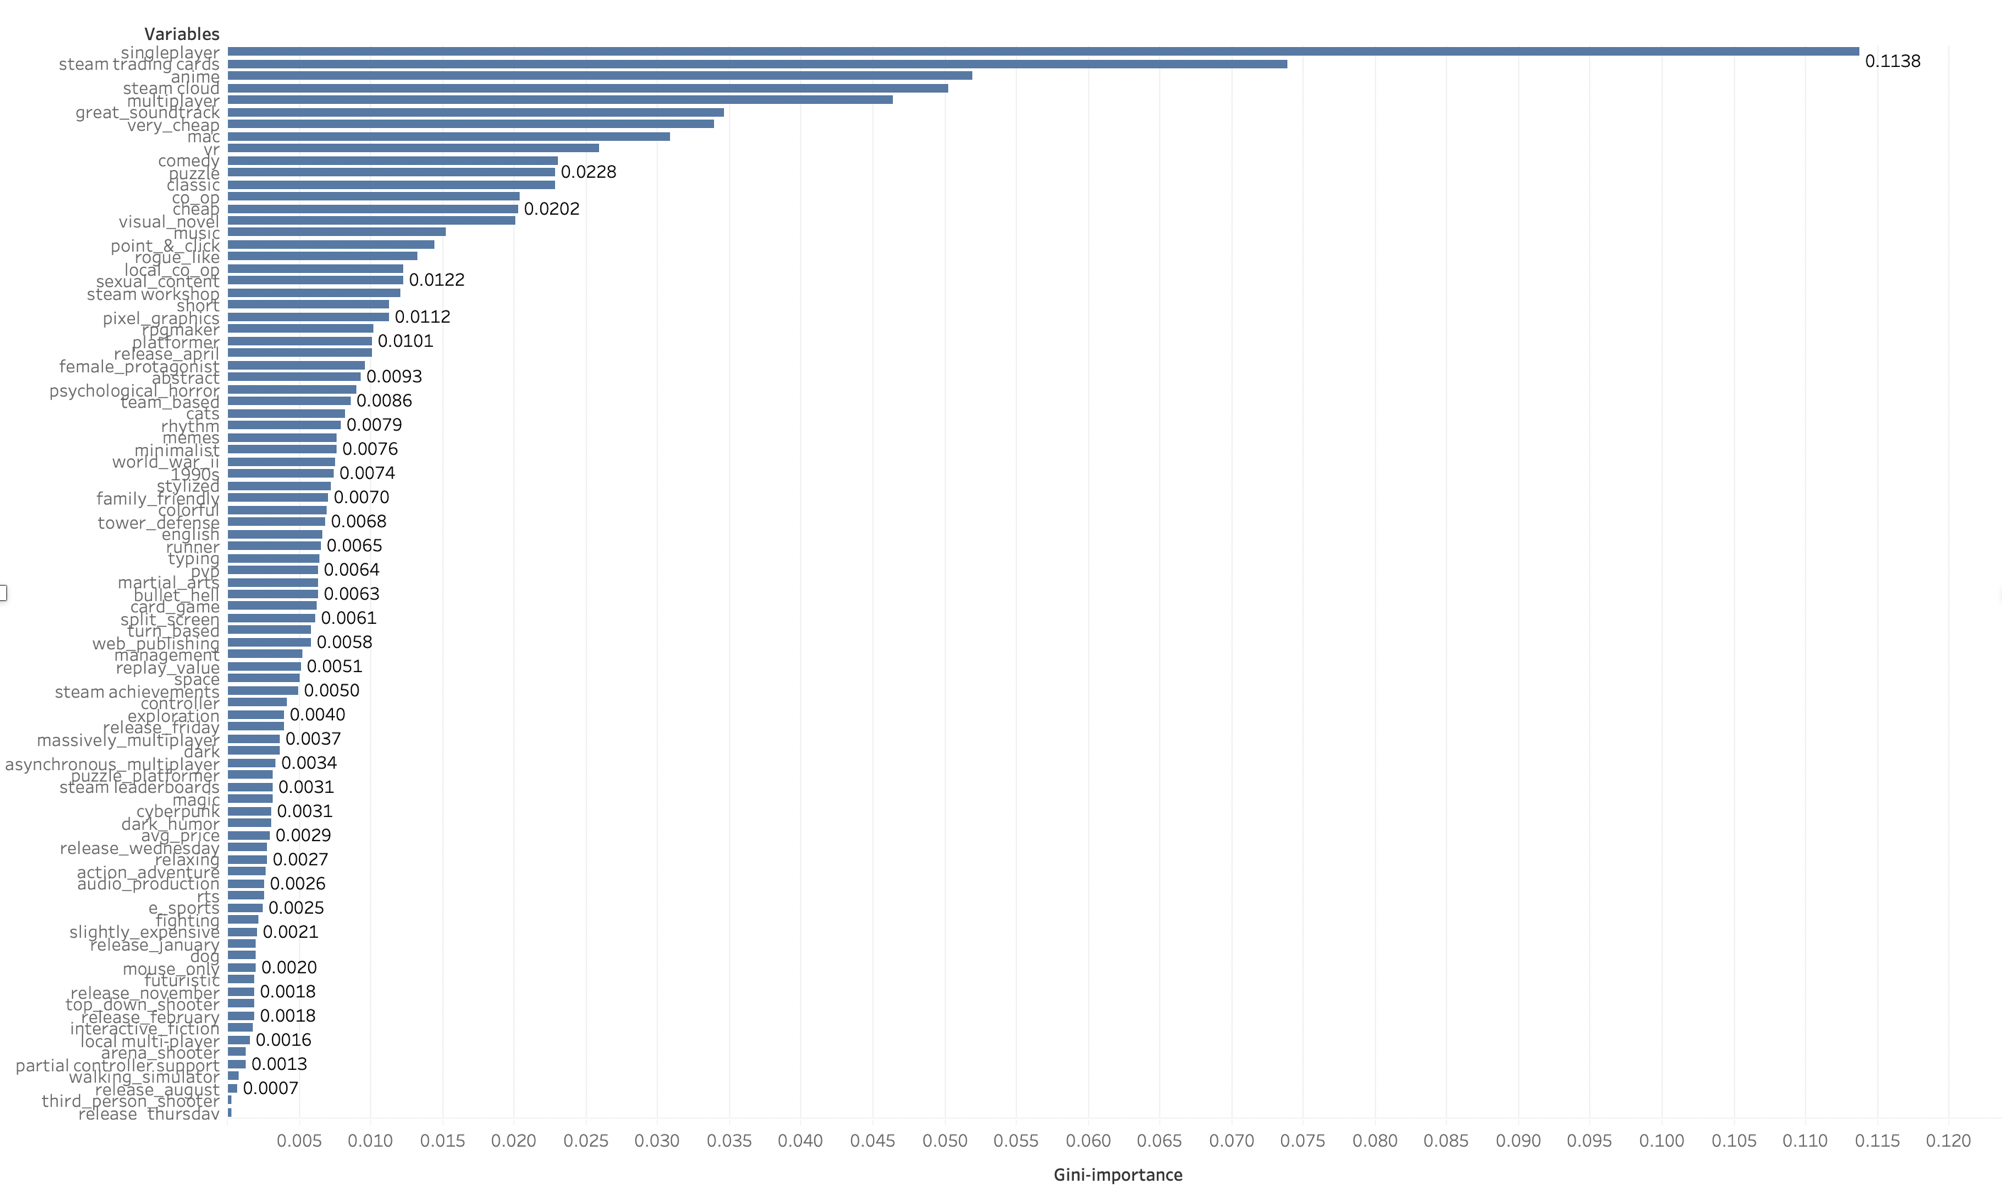 Variables
singleplayer
0.1138
steam trading cards
anime
steam cloud
multiplayer
great_soundtrack
very_cheap
mac
vr
comedy
puzzle 0.0228
classic
co_op
cheap 0.0202
visual_novel
music
point_&_click
rogue_like
local_co_op
sexual_content 0.0122
steam workshop
short
pixel_graphics 0.0112
rpgmaker
platformer 0.0101
release_april
female_protagonist
abstract 0.0093
psychological_horror
team_based 0.0086
cats
rhythm 0.0079
memes
minimalist 0.0076
world_war_ii
1990s 0.0074
stylized
family_friendly 0.0070
colorful
tower_defense 0.0068
english
runner 0.0065
typing
pvp 0.0064
martial_arts
bullet_hell 0.0063
card_game
split_screen 0.0061
turn_based
web_publishing 0.0058
management
replay_value 0.0051
space
steam achievements 0.0050
controller
exploration 0.0040
release_friday
massively_multiplayer 0.0037
dark
asynchronous_multiplayer 0.0034
puzzle_platformer
steam leaderboards 0.0031
magic
cyberpunk 0.0031
dark_humor
avg_price 0.0029
release_wednesday
relaxing 0.0027
action_adventure
audio_production 0.0026
rts
e_sports 0.0025
fighting
slightly_expensive 0.0021
release_january
dog
mouse_only 0.0020
futuristic
release_november 0.0018
top_down_shooter
release_february 0.0018
interactive_fiction
local multi-player 0.0016
arena_shooter
partial controller support 0.0013
walking_simulator
release_august 0.0007
third_person_shooter
release_thursday
0.005 0.010 0.015 0.020 0.025 0.030 0.035 0.040 0.045 0.050 0.055 0.060 0.065 0.070 0.075 0.080 0.085 0.090 0.095 0.100 0.105 0.110 0.115 0.120
Gini-importance